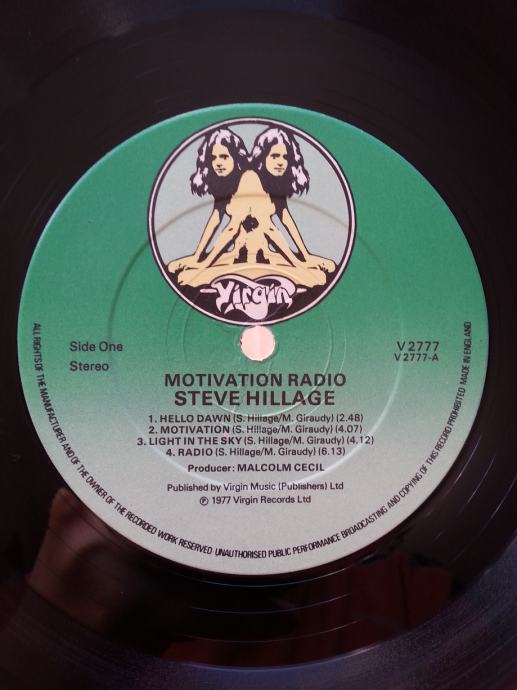 Virgin
Side One
Stereo
V 2777
V 2777-A
MOTIVATION RADIO
STEVE HILLAGE
1. HELLO DAWN (S. Hillage/M. Giraudy) (2.48)
2. MOTIVATION (S. Hillage/M. Giraudy) (4.07)
3. LIGHT IN THE SKY (S. Hillage/M. Giraudy) (4.12)
4. RADIO (S. Hillage/M. Giraudy) (6.13)
Producer: MALCOLM CECIL
Published by Virgin Music (Publishers) Ltd
℗ 1977 Virgin Records Ltd
ALL RIGHTS OF THE MANUFACTURER AND OF THE OWNER OF THE RECORDED WORK RESERVED UNAUTHORISED PUBLIC PERFORMANCE BROADCASTING AND COPYING OF THIS RECORD PROHIBITED MADE IN ENGLAND